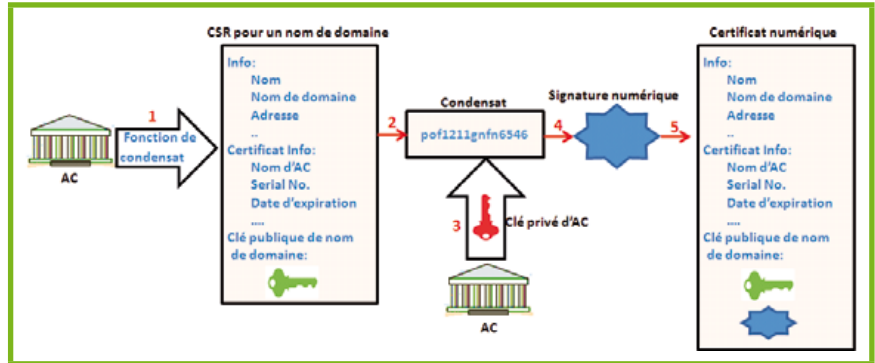 CSR pour un nom de domaine
Info:
Nom
Nom de domaine
Adresse
..
Certificat Info:
Nom d'AC
Serial No.
Date d'expiration
....
Clé publique de nom
de domaine:
1
Fonction de
condensat
AC
2
Condensat
pof1211gnfn6546
3
Clé privé d'AC
AC
4
Signature numérique
5
Certificat numérique
Info:
Nom
Nom de domaine
Adresse
..
Certificat Info:
Nom d'AC
Serial No.
Date d'expiration
....
Clé publique de nom
de domaine: